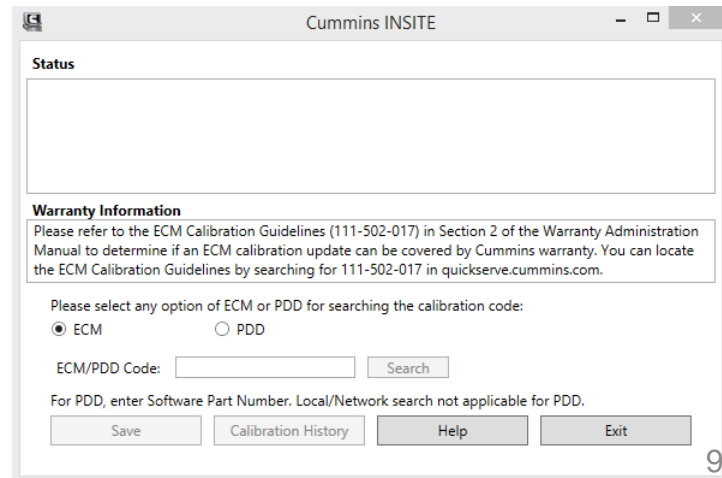 Cummins INSITE
Status
Warranty Information
Please refer to the ECM Calibration Guidelines (111-502-017) in Section 2 of the Warranty Administration
Manual to determine if an ECM calibration update can be covered by Cummins warranty. You can locate
the ECM Calibration Guidelines by searching for 111-502-017 in quickserve.cummins.com.
Please select any option of ECM or PDD for searching the calibration code:
ECM PDD
ECM/PDD Code: Search
For PDD, enter Software Part Number. Local/Network search not applicable for PDD.
Save Calibration History Help Exit
9